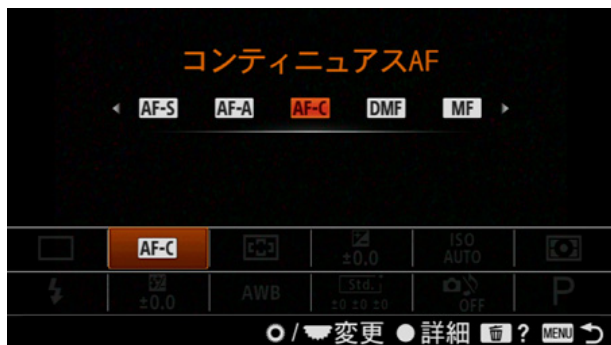 コンティニュアスAF
AF-S AF-A AF-C DMF MF
AF-C ±0.0 ISO AUTO
±0.0 AWB Std. ±0 ±0 ±0 OFF P
/ 変更 詳細 ? MENU